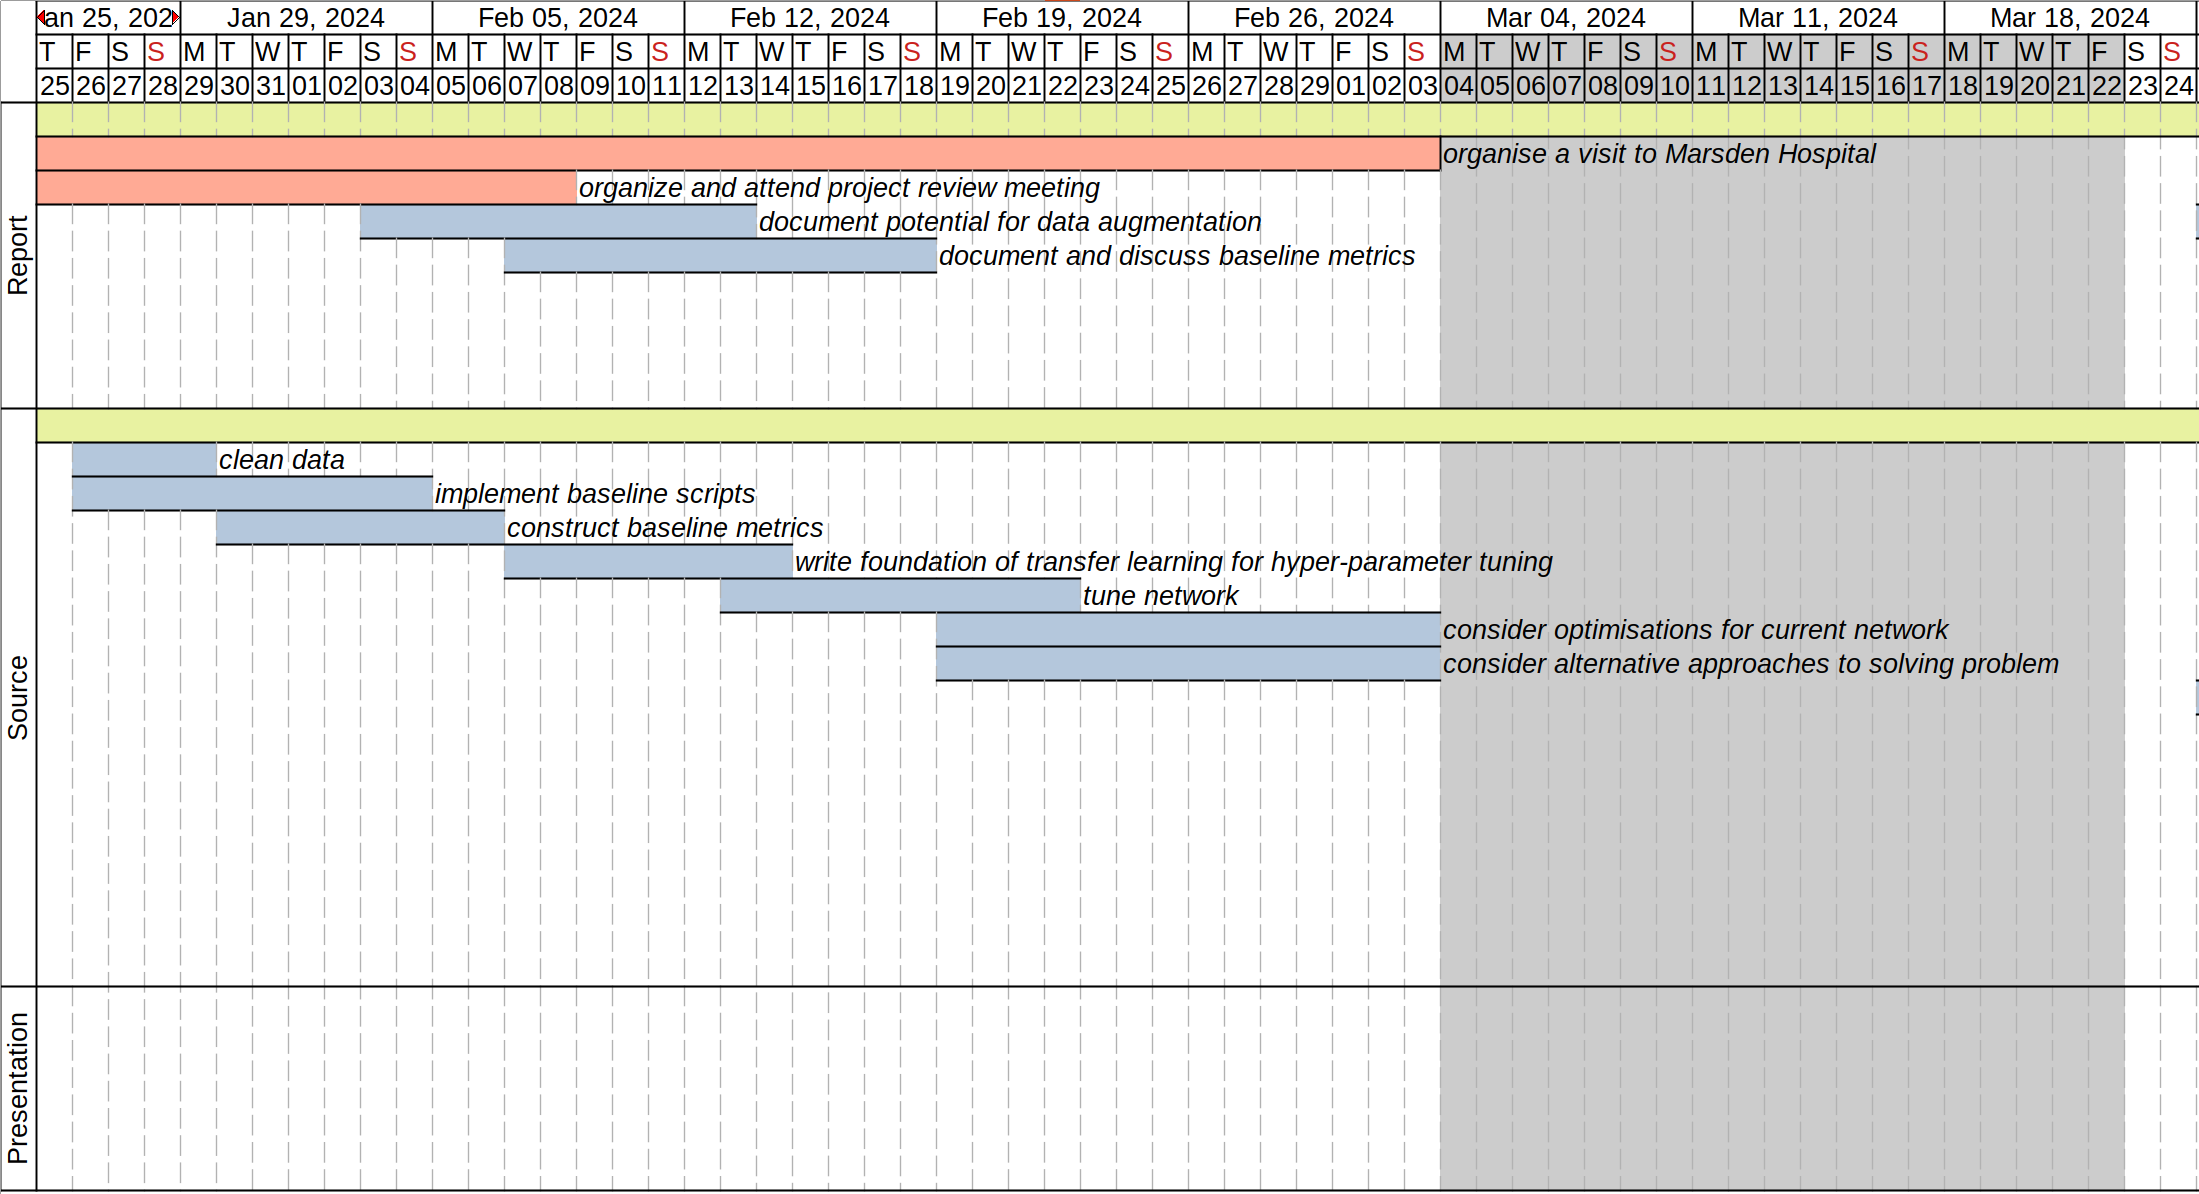 an 25, 202 Jan 29, 2024 Feb 05, 2024 Feb 12, 2024 Feb 19, 2024 Feb 26, 2024 Mar 04, 2024 Mar 11, 2024 Mar 18, 2024
T F S S M T W T F S S M T W T F S S M T W T F S S M T W T F S S M T W T F S S M T W T F S S M T W T F S S M T W T F S S
25 26 27 28 29 30 31 01 02 03 04 05 06 07 08 09 10 11 12 13 14 15 16 17 18 19 20 21 22 23 24 25 26 27 28 29 01 02 03 04 05 06 07 08 09 10 11 12 13 14 15 16 17 18 19 20 21 22 23 24
Report
organise a visit to Marsden Hospital
organize and attend project review meeting
document potential for data augmentation
document and discuss baseline metrics
Source
clean data
implement baseline scripts
construct baseline metrics
write foundation of transfer learning for hyper-parameter tuning
tune network
consider optimisations for current network
consider alternative approaches to solving problem
Presentation